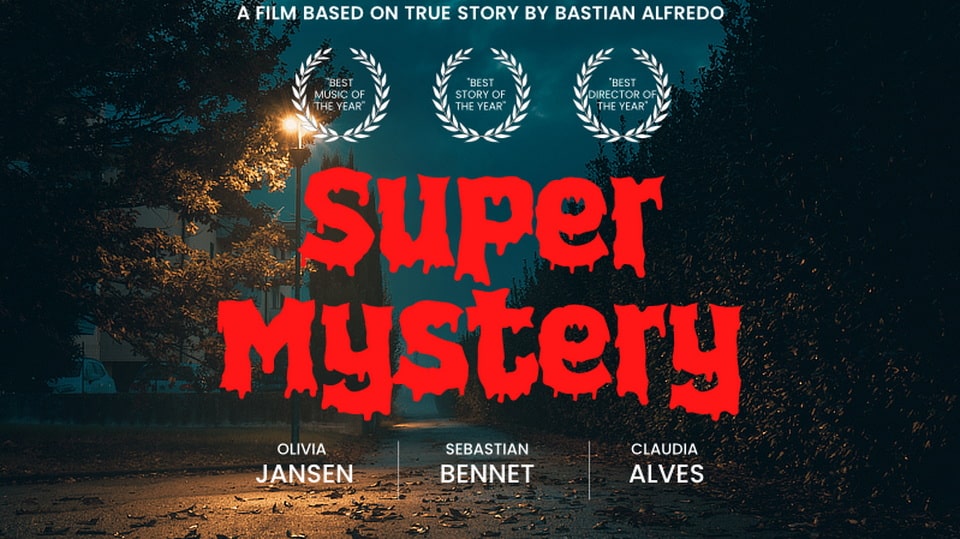 A FILM BASED ON TRUE STORY BY BASTIAN ALFREDO
"BEST
MUSIC OF
THE YEAR"
"BEST
STORY OF
THE YEAR"
"BEST
DIRECTOR OF
THE YEAR"
Super
Mystery
OLIVIA
JANSEN
SEBASTIAN
BENNET
CLAUDIA
ALVES